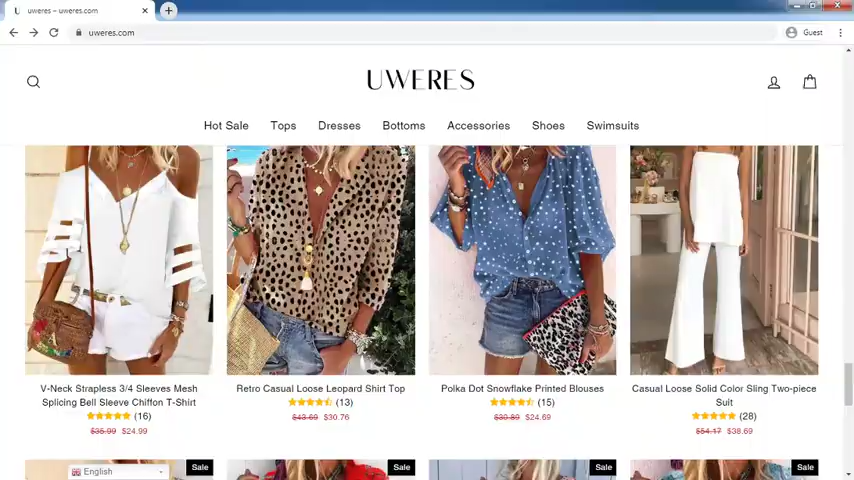 uweres – uweres.com
Guest
uweres.com
UWERES
Hot Sale Tops Dresses Bottoms Accessories Shoes Swimsuits
V-Neck Strapless 3/4 Sleeves Mesh
Splicing Bell Sleeve Chiffon T-Shirt
(16)
$35.99 $24.99
Retro Casual Loose Leopard Shirt Top
(13)
$43.69 $30.76
Polka Dot Snowflake Printed Blouses
(15)
$30.89 $24.69
Casual Loose Solid Color Sling Two-piece
Suit
(28)
$54.17 $38.69
Sale
Sale
Sale
Sale
English